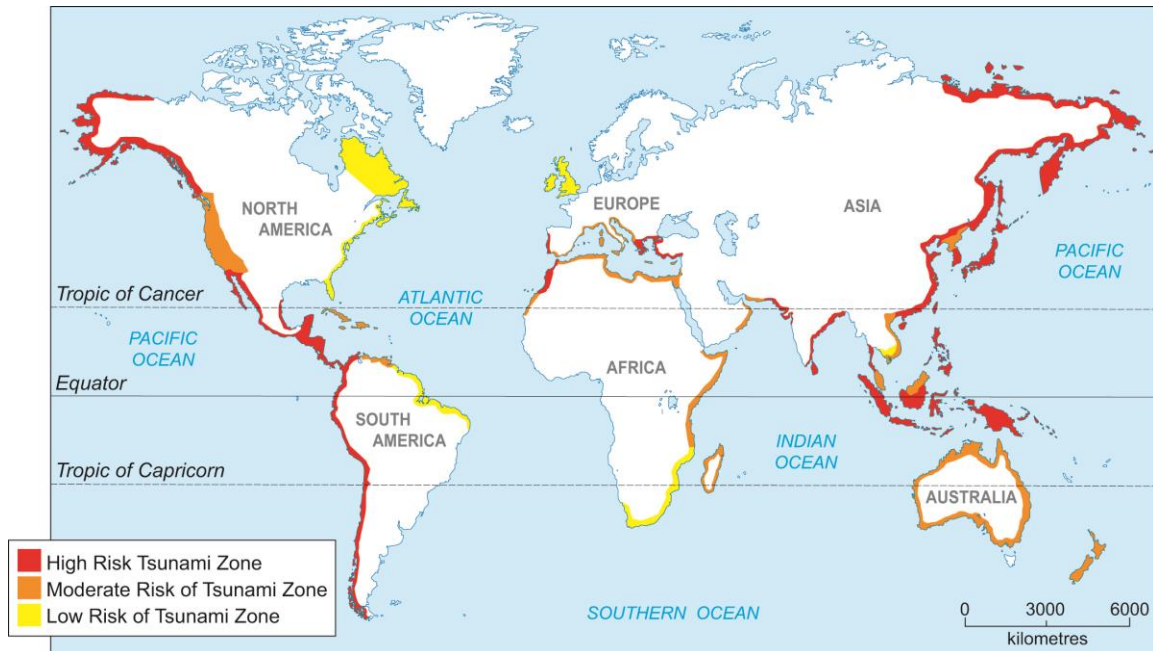 NORTH
AMERICA
EUROPE
ASIA
PACIFIC
OCEAN
Tropic of Cancer
ATLANTIC
OCEAN
PACIFIC
OCEAN
AFRICA
Equator
SOUTH
AMERICA
INDIAN
OCEAN
Tropic of Capricorn
AUSTRALIA
High Risk Tsunami Zone
Moderate Risk of Tsunami Zone
Low Risk of Tsunami Zone
SOUTHERN OCEAN
0 3000 6000
kilometres